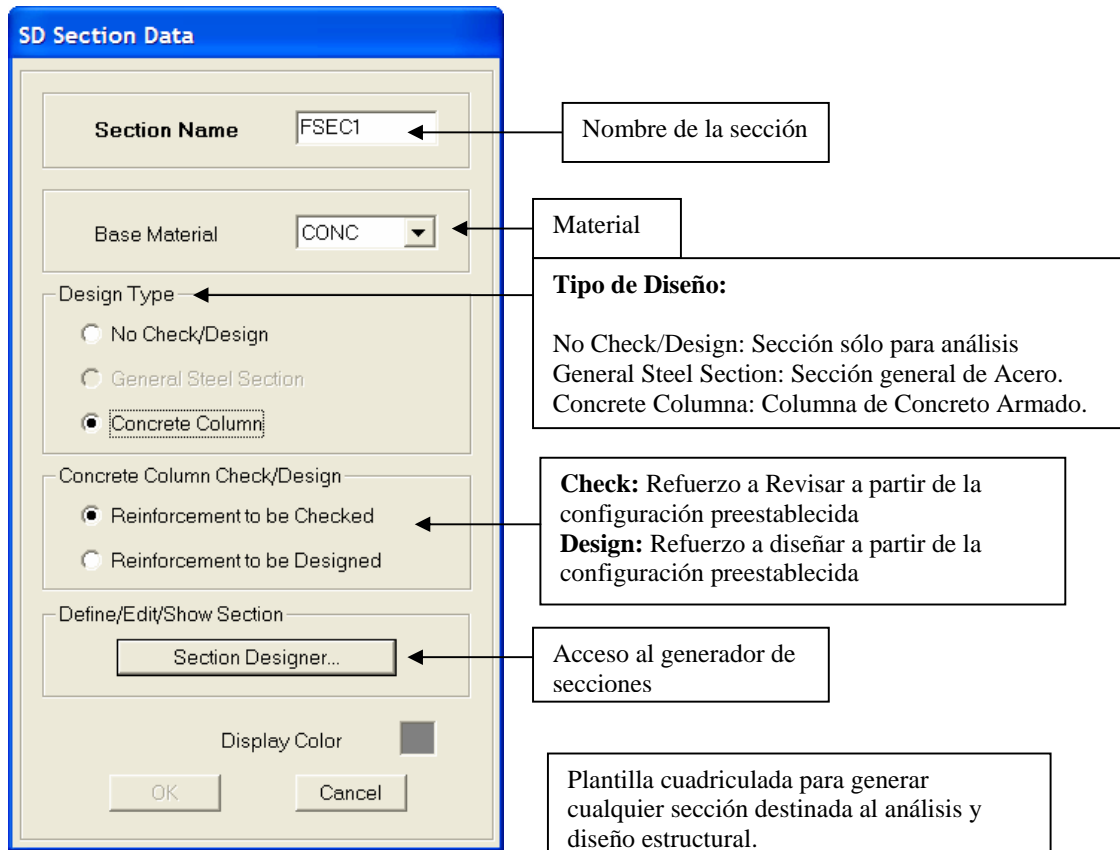 SD Section Data
Section Name
FSEC1
Nombre de la sección
Base Material
CONC
Material
Design Type
No Check/Design
General Steel Section
Concrete Column
Tipo de Diseño:
No Check/Design: Sección sólo para análisis
General Steel Section: Sección general de Acero.
Concrete Columna: Columna de Concreto Armado.
Concrete Column Check/Design
Reinforcement to be Checked
Reinforcement to be Designed
Check: Refuerzo a Revisar a partir de la
configuración preestablecida
Design: Refuerzo a diseñar a partir de la
configuración preestablecida
Define/Edit/Show Section
Section Designer...
Acceso al generador de
secciones
Display Color
OK
Cancel
Plantilla cuadriculada para generar
cualquier sección destinada al análisis y
diseño estructural.